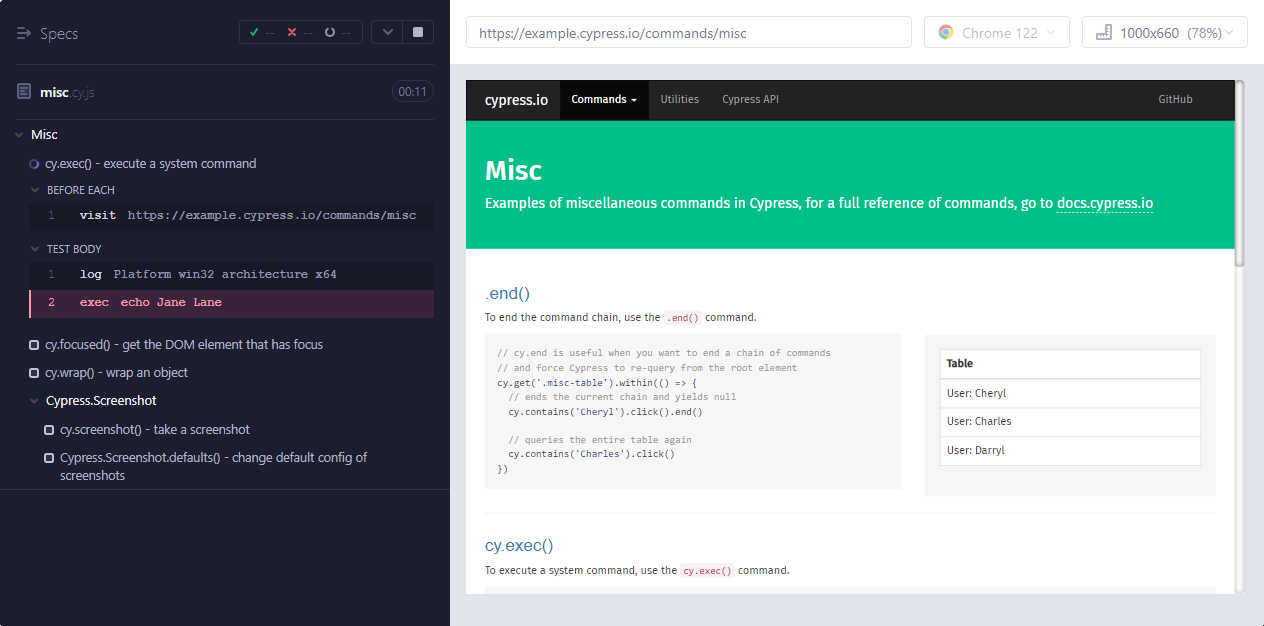 Specs
-- -- --
misc.cy.js
00:11
Misc
cy.exec() - execute a system command
BEFORE EACH
1 visit https://example.cypress.io/commands/misc
TEST BODY
1 log Platform win32 architecture x64
2 exec echo Jane Lane
cy.focused() - get the DOM element that has focus
cy.wrap() - wrap an object
Cypress.Screenshot
cy.screenshot() - take a screenshot
Cypress.Screenshot.defaults() - change default config of
screenshots
https://example.cypress.io/commands/misc
Chrome 122
1000x660 (78%)
cypress.io Commands Utilities Cypress API GitHub
Misc
Examples of miscellaneous commands in Cypress, for a full reference of commands, go to docs.cypress.io
.end()
To end the command chain, use the .end() command.
// cy.end is useful when you want to end a chain of commands
// and force Cypress to re-query from the root element
cy.get('.misc-table').within(() => {
// ends the current chain and yields null
cy.contains('Cheryl').click().end()
// queries the entire table again
cy.contains('Charles').click()
})
Table
User: Cheryl
User: Charles
User: Darryl
cy.exec()
To execute a system command, use the cy.exec() command.